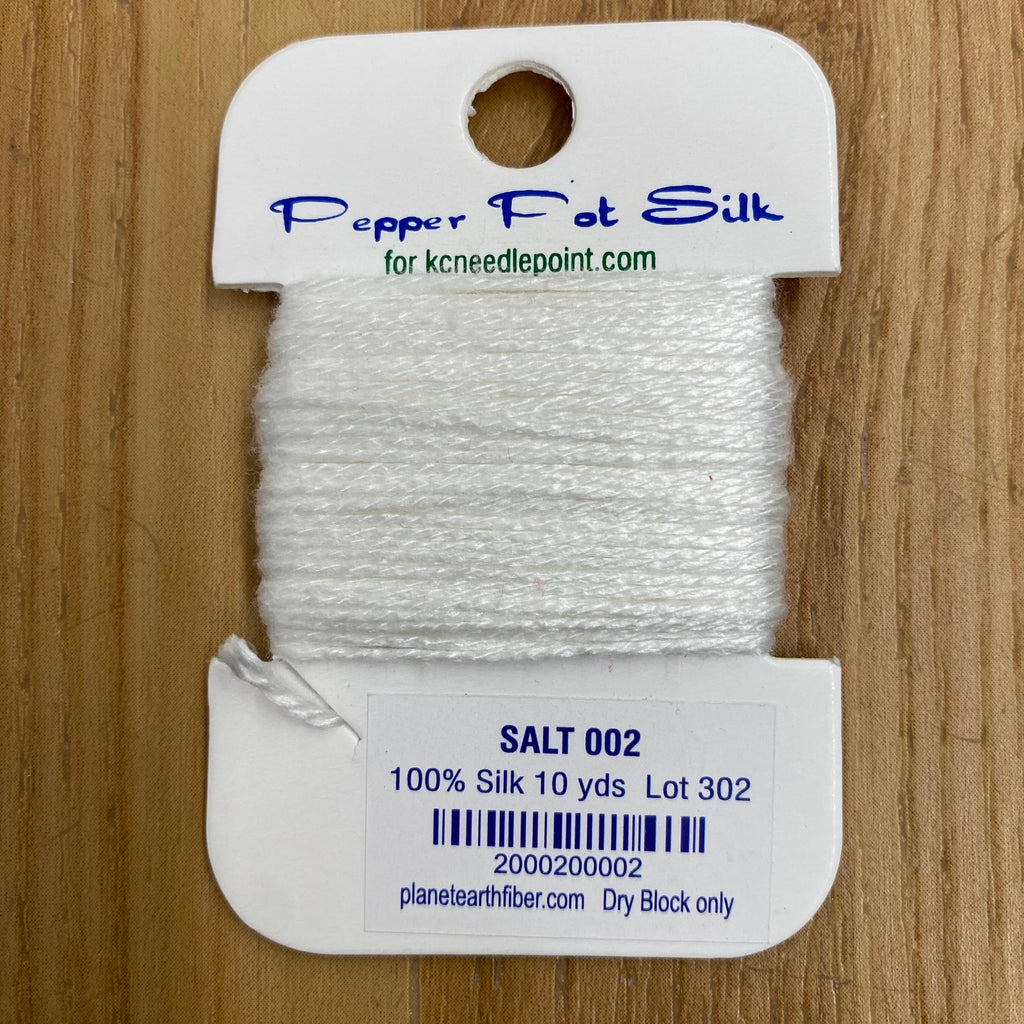 Pepper Pot Silk
for kcneedlepoint.com
SALT 002
100% Silk 10 yds Lot 302
2000200002
planetearthfiber.com Dry Block only